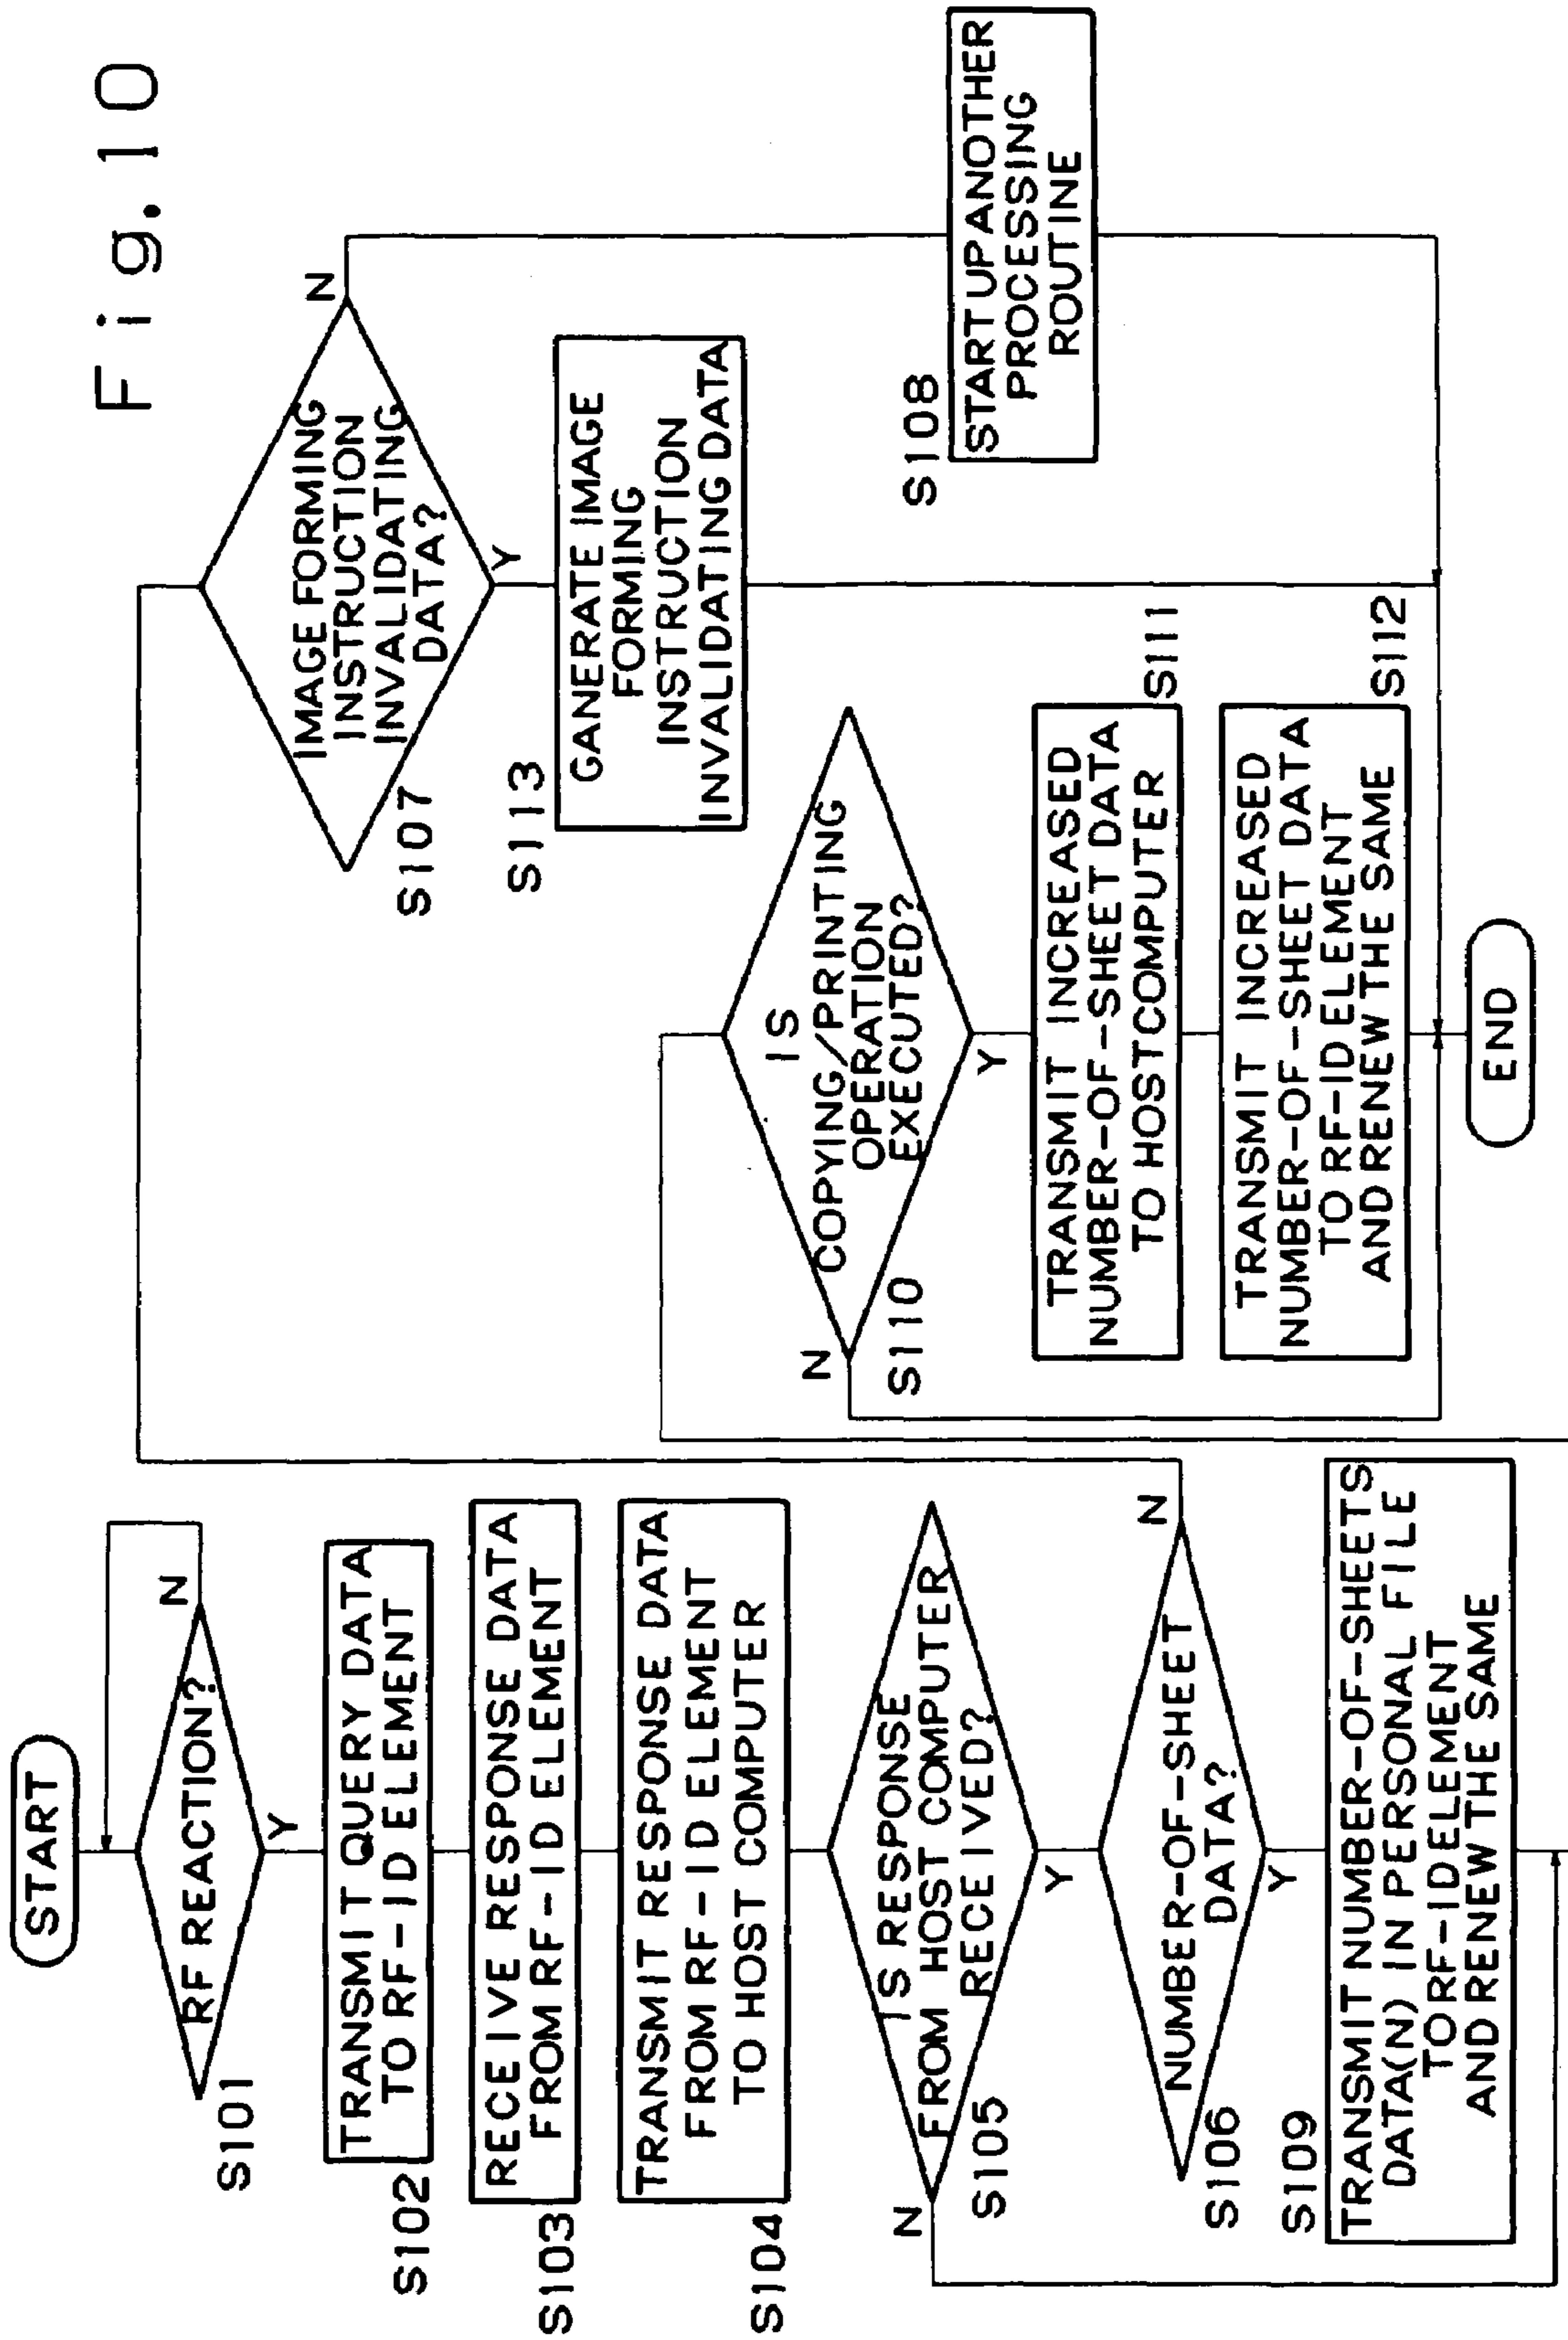 Fig. 10
START
RF REACTION?
N
Y
S101
TRANSMIT QUERY DATA
TO RF-ID ELEMENT
S102
RECEIVE RESPONSE DATA
FROM RF-ID ELEMENT
S103
TRANSMIT RESPONSE DATA
FROM RF-ID ELEMENT
TO HOST COMPUTER
S104
IS RESPONSE
FROM HOST COMPUTER
RECEIVED?
N
Y
S105
NUMBER-OF-SHEET
DATA?
N
Y
S106
S109
TRANSMIT NUMBER-OF-SHEETS
DATA(N) IN PERSONAL FILE
TO RF-ID ELEMENT
AND RENEW THE SAME
IMAGE FORMING
INSTRUCTION
INVALIDATING
DATA?
N
Y
S107
S113
GANERATE IMAGE
FORMING
INSTRUCTION
INVALIDATING DATA
S108
START UP ANOTHER
PROCESSING
ROUTINE
IS
COPYING/PRINTING
OPERATION
EXECUTED?
N
Y
S110
TRANSMIT INCREASED
NUMBER-OF-SHEET DATA
TO HOSTCOMPUTER
S111
TRANSMIT INCREASED
NUMBER-OF-SHEET DATA
TO RF-ID ELEMENT
AND RENEW THE SAME
S112
END